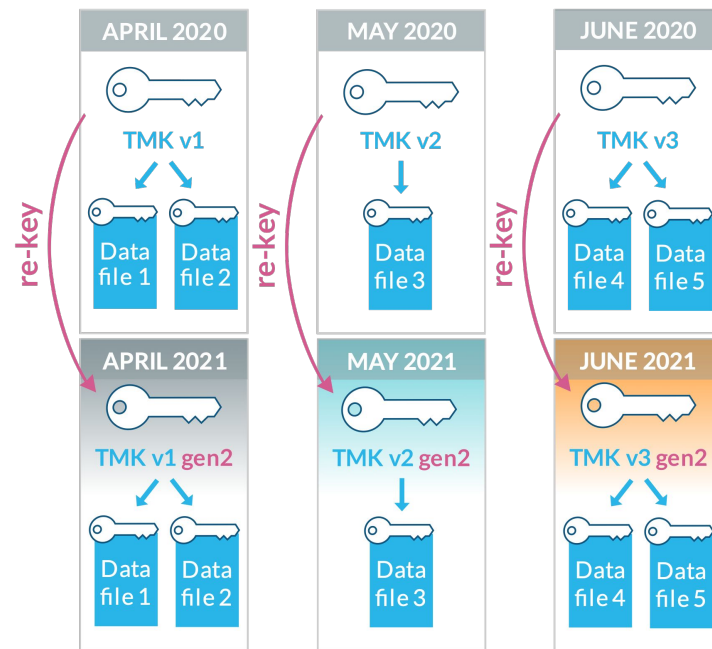 APRIL 2020
MAY 2020
JUNE 2020
TMK v1
TMK v2
TMK v3
re-key
re-key
re-key
Data
file 1
Data
file 2
Data
file 3
Data
file 4
Data
file 5
APRIL 2021
MAY 2021
JUNE 2021
TMK v1 gen2
TMK v2 gen2
TMK v3 gen2
Data
file 1
Data
file 2
Data
file 3
Data
file 4
Data
file 5